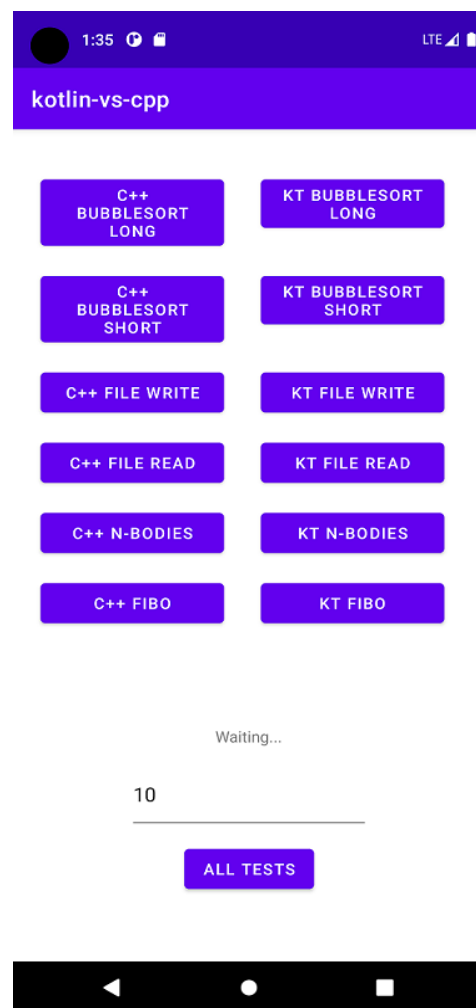 1:35 LTE
kotlin-vs-cpp
C++
BUBBLESORT
LONG
KT BUBBLESORT
LONG
C++
BUBBLESORT
SHORT
KT BUBBLESORT
SHORT
C++ FILE WRITE
KT FILE WRITE
C++ FILE READ
KT FILE READ
C++ N-BODIES
KT N-BODIES
C++ FIBO
KT FIBO
Waiting...
10
ALL TESTS